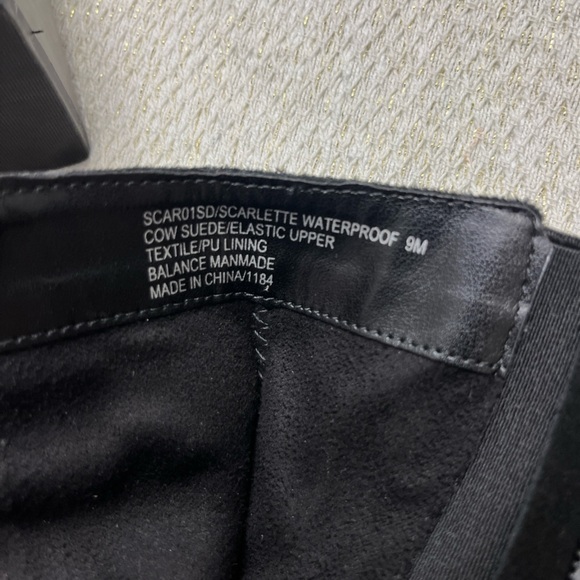 SCAR01SD/SCARLETTE WATERPROOF 9M
COW SUEDE/ELASTIC UPPER
TEXTILE/PU LINING
BALANCE MANMADE
MADE IN CHINA/1184